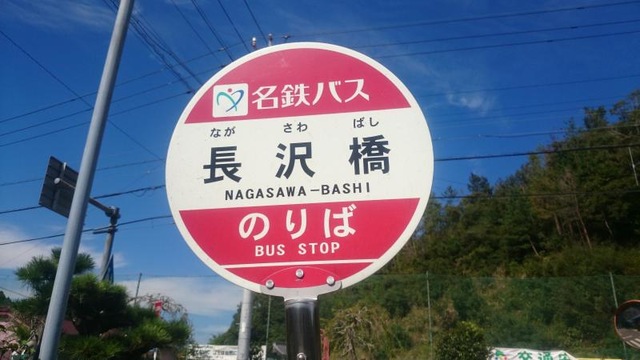 名鉄バス
なが さわ ばし
長沢橋
NAGASAWA-BASHI
のりば
BUS STOP